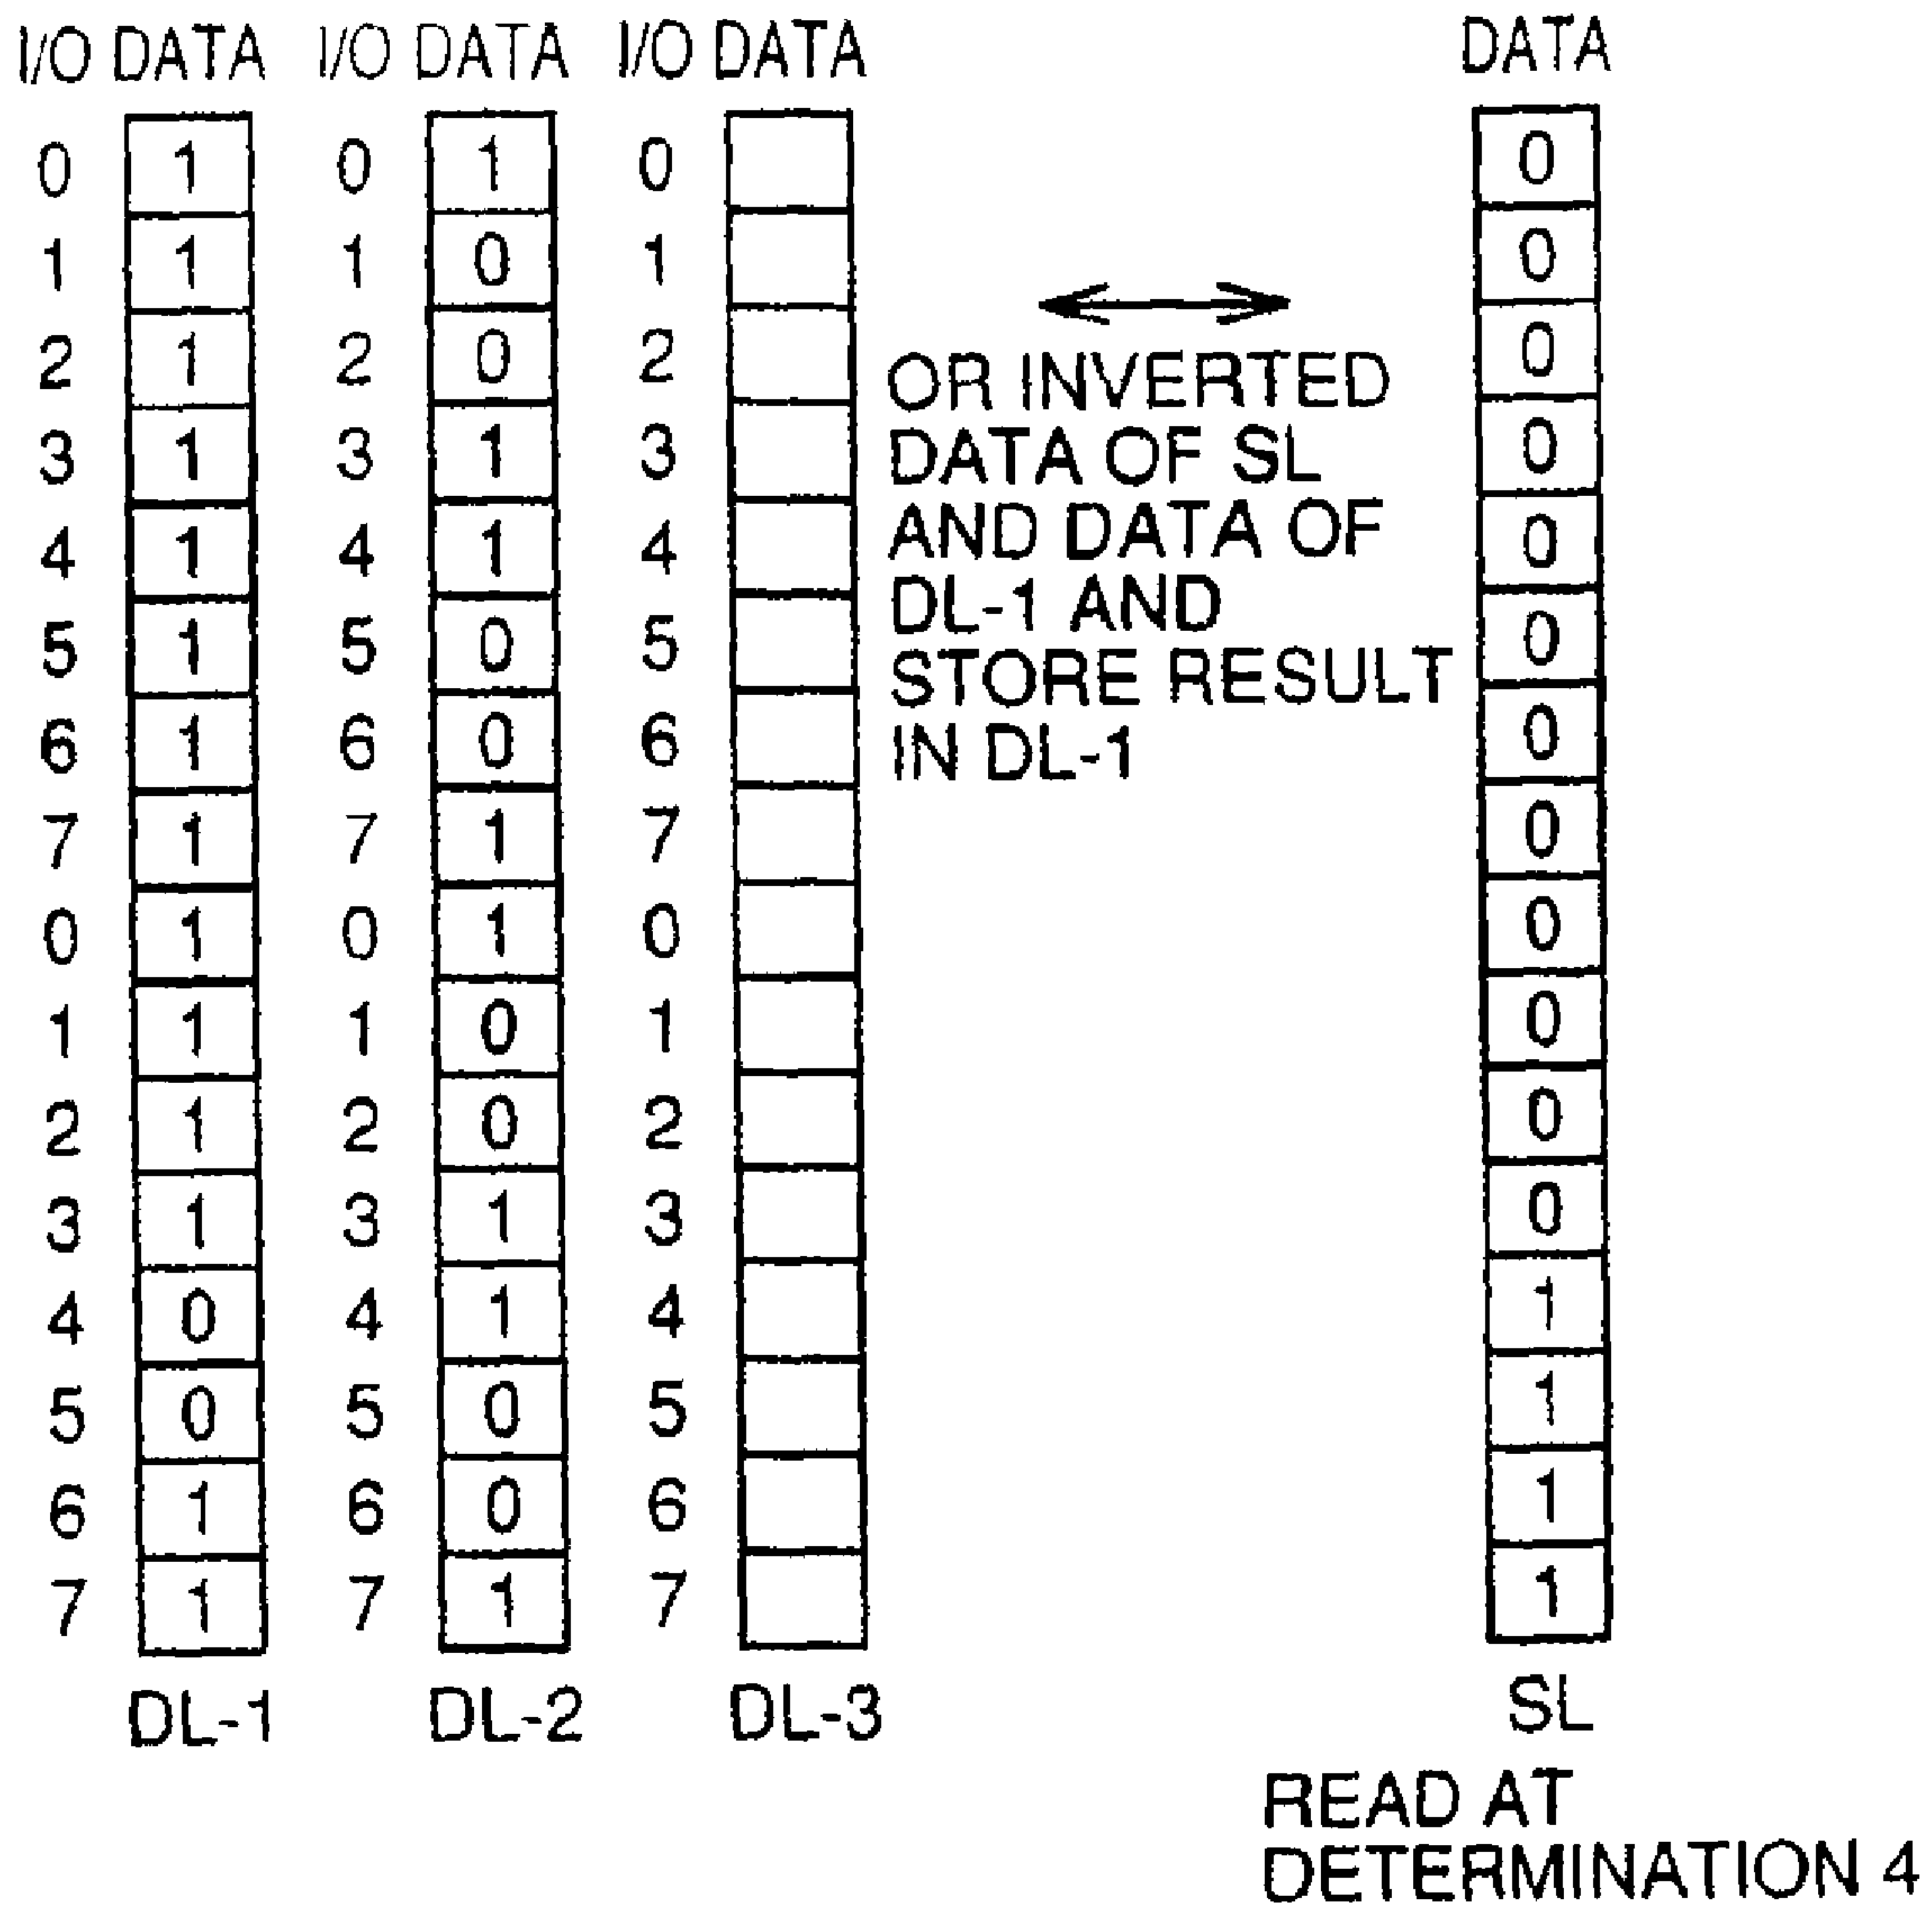 I/O DATA I/O DATA I/O DATA DATA
0 1 0 1 0 0
1 1 1 0 1 0
2 1 2 0 2 0
3 1 3 1 3 0
4 1 4 1 4 0
5 1 5 0 5 0
6 1 6 0 6 0
7 1 7 1 7 0
0 1 0 1 0 0
1 1 1 0 1 0
2 1 2 0 2 0
3 1 3 1 3 0
4 0 4 1 4 1
5 0 5 0 5 1
6 1 6 0 6 1
7 1 7 1 7 1
OR INVERTED
DATA OF SL
AND DATA OF
DL-1 AND
STORE RESULT
IN DL-1
DL-1 DL-2 DL-3 SL
READ AT
DETERMINATION 4